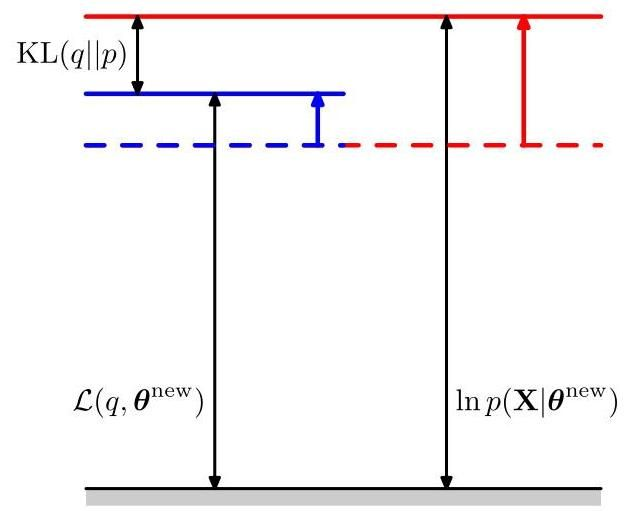 KL(q||p)
ℒ(q, θ^new)
ln p(X|θ^new)